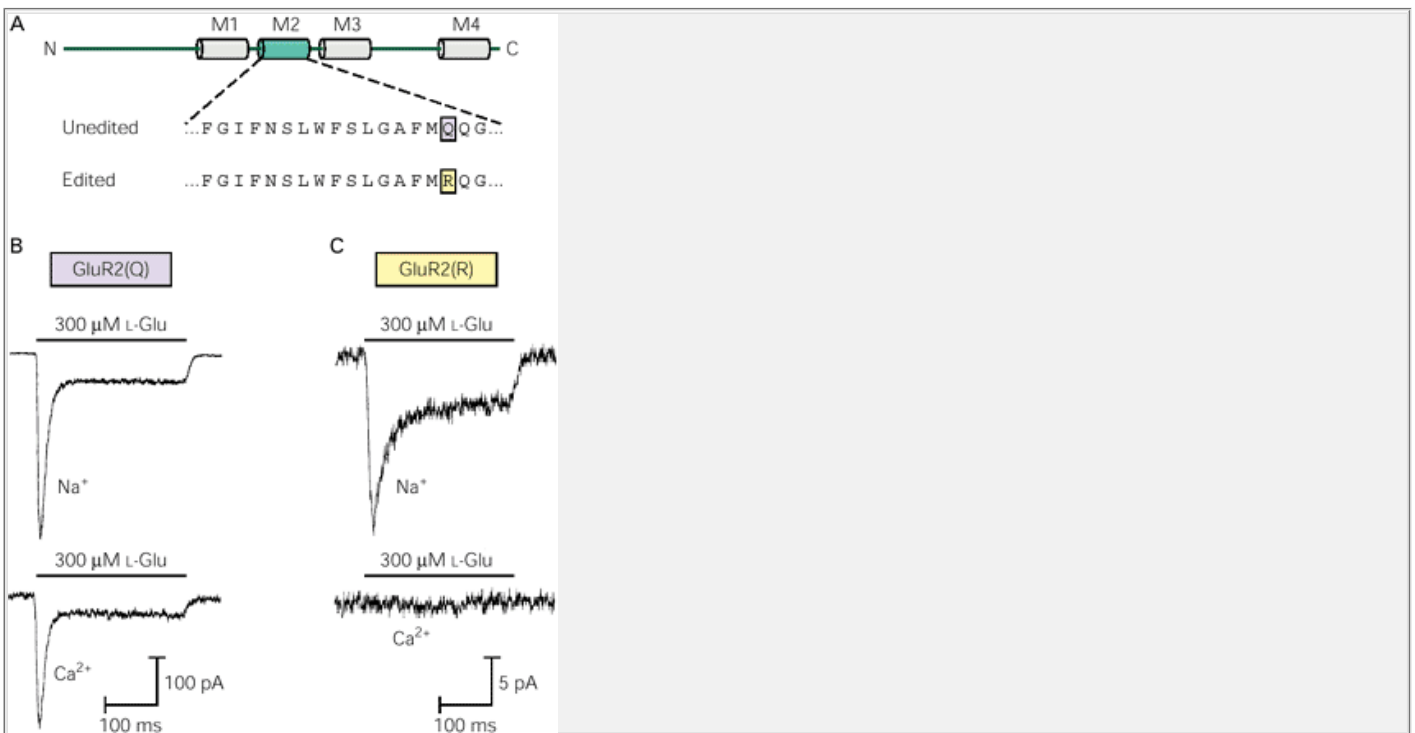 A
M1 M2 M3 M4
N C
Unedited ...FGIFNSLWFSLGAFMQQG...
Edited ...FGIFNSLWFSLGAFMRQG...
B C
GluR2(Q) GluR2(R)
300 μM L-Glu 300 μM L-Glu
Na⁺ Na⁺
300 μM L-Glu 300 μM L-Glu
Ca²⁺ Ca²⁺
100 pA 5 pA
100 ms 100 ms